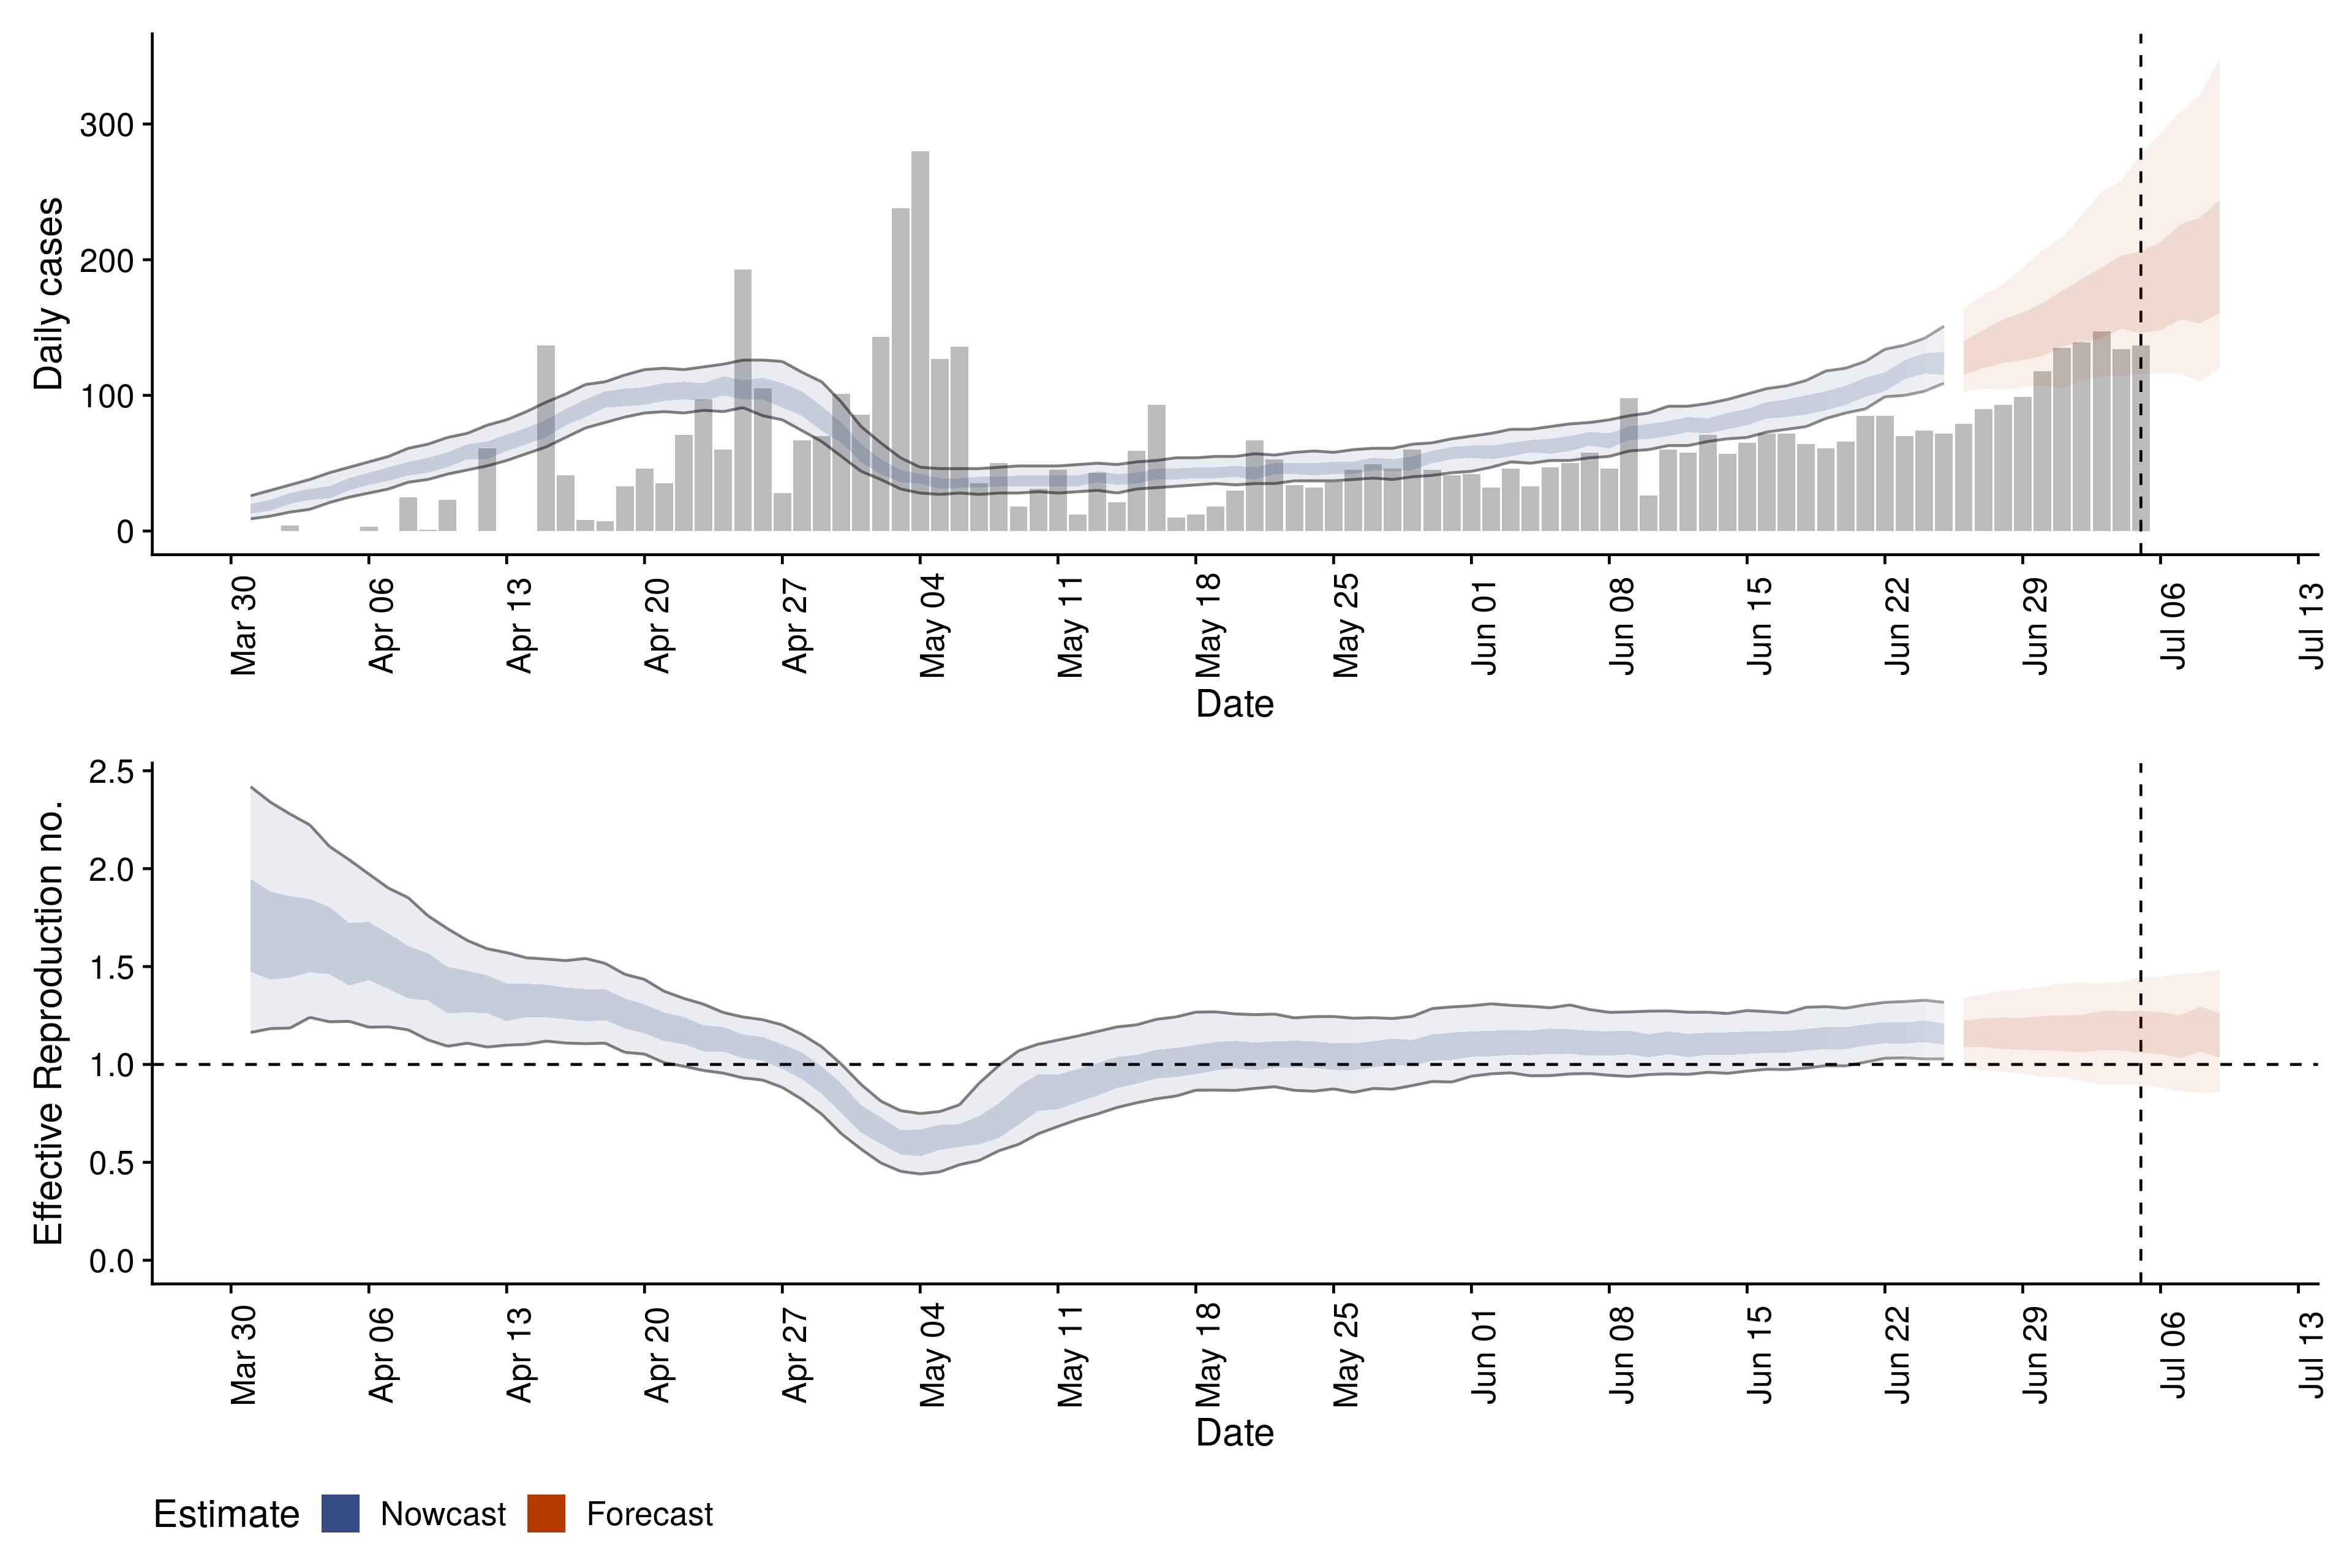 Daily cases
300
200
100
0
Mar 30
Apr 06
Apr 13
Apr 20
Apr 27
May 04
May 11
May 18
May 25
Jun 01
Jun 08
Jun 15
Jun 22
Jun 29
Jul 06
Jul 13
Date
Effective Reproduction no.
2.5
2.0
1.5
1.0
0.5
0.0
Mar 30
Apr 06
Apr 13
Apr 20
Apr 27
May 04
May 11
May 18
May 25
Jun 01
Jun 08
Jun 15
Jun 22
Jun 29
Jul 06
Jul 13
Date
Estimate Nowcast Forecast